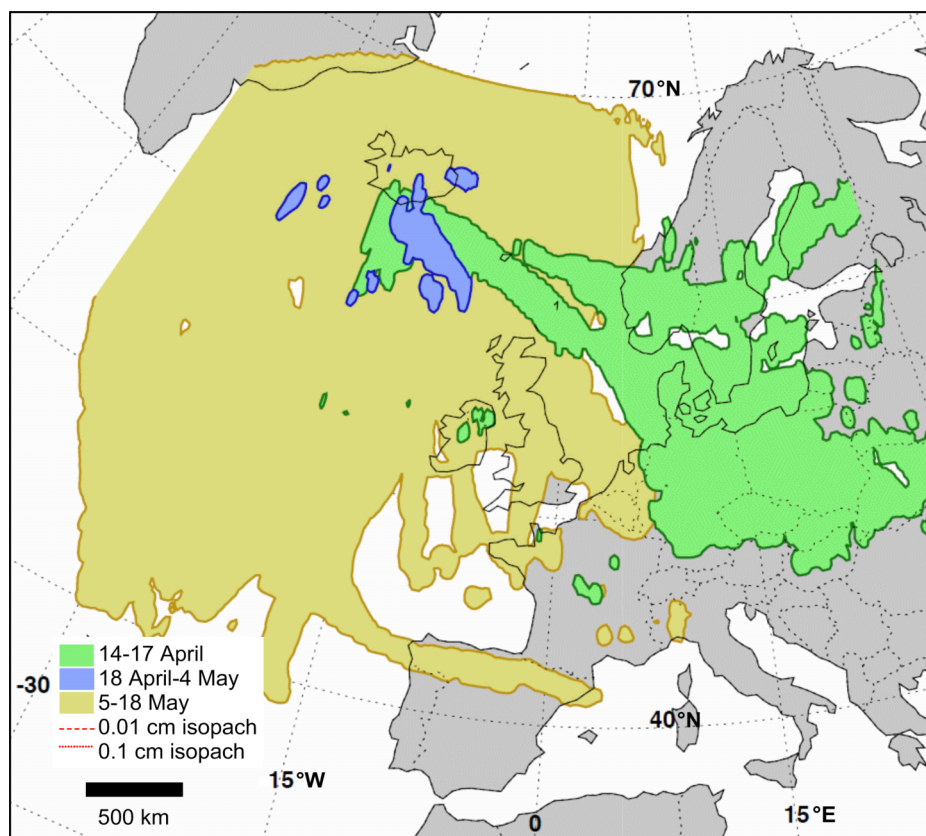 70°N
1
14-17 April
18 April-4 May
5-18 May
-30
0.01 cm isopach
0.1 cm isopach
40°N
15°W
500 km
0
15°E